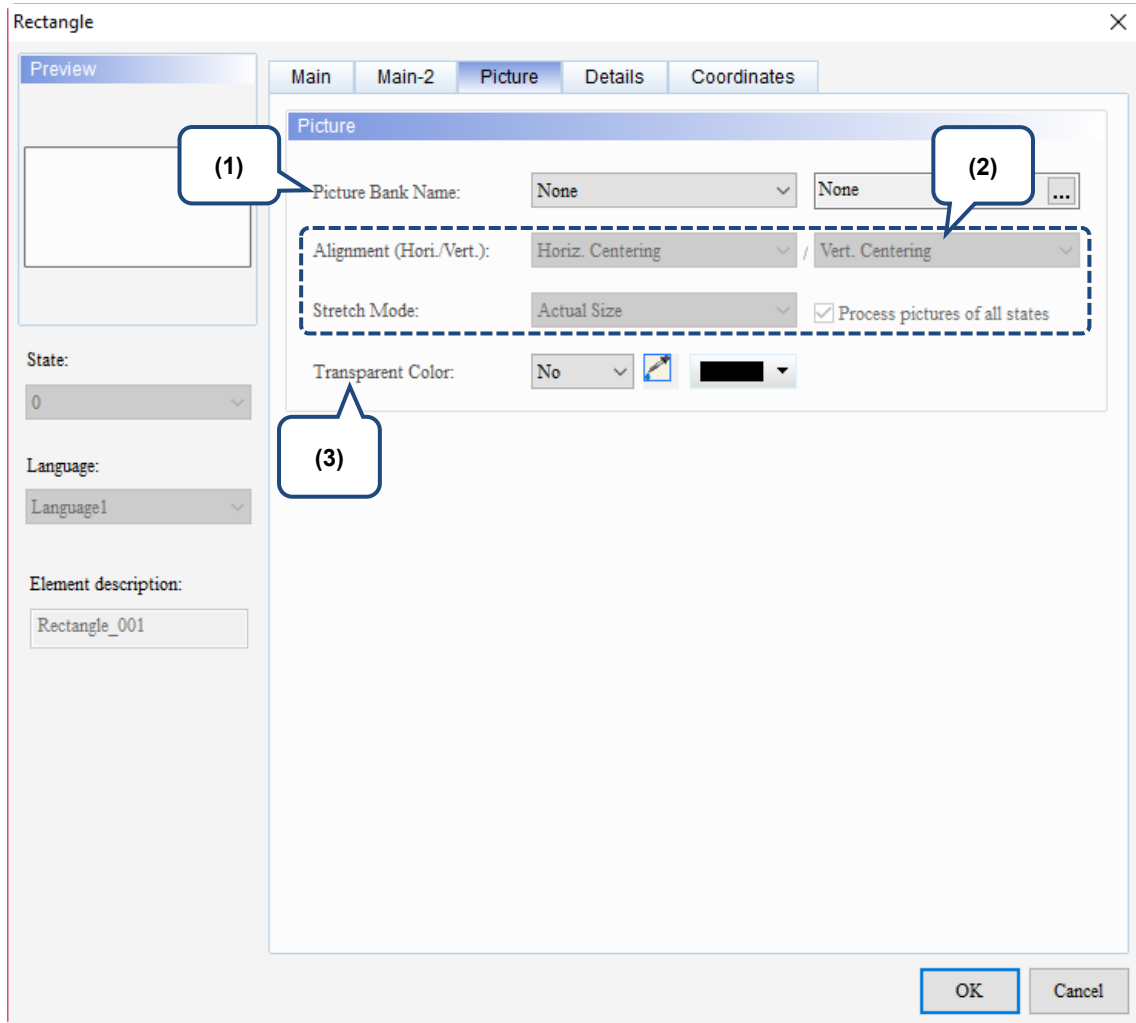 Rectangle
Preview
Main Main-2 Picture Details Coordinates
Picture
(1)
(2)
Picture Bank Name: None None ...
Alignment (Hori./Vert.): Horiz. Centering / Vert. Centering
Stretch Mode: Actual Size Process pictures of all states
Transparent Color: No
(3)
State:
0
Language:
Language1
Element description:
Rectangle_001
OK Cancel